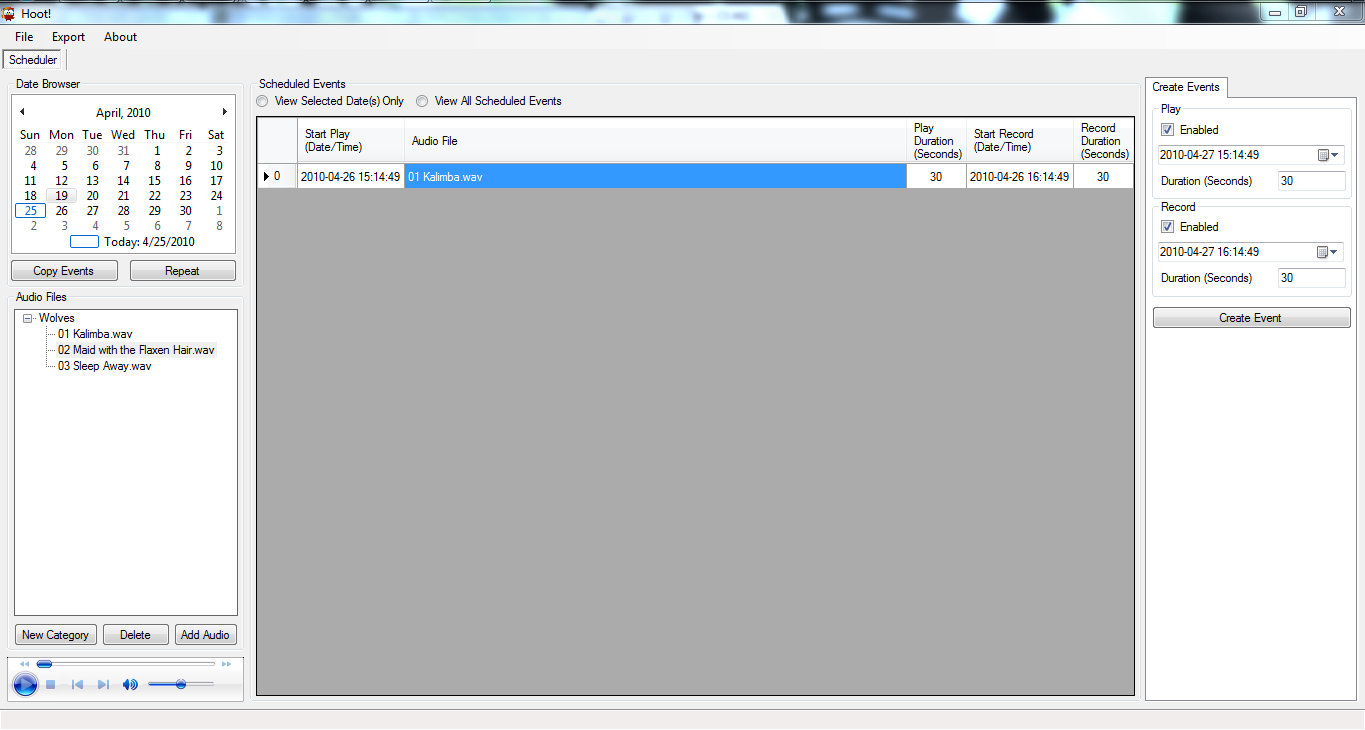 Hoot!
File Export About
Scheduler
Date Browser
April, 2010
Sun Mon Tue Wed Thu Fri Sat
28 29 30 31 1 2 3
4 5 6 7 8 9 10
11 12 13 14 15 16 17
18 19 20 21 22 23 24
25 26 27 28 29 30 1
2 3 4 5 6 7 8
Today: 4/25/2010
Copy Events Repeat
Audio Files
Wolves
01 Kalimba.wav
02 Maid with the Flaxen Hair.wav
03 Sleep Away.wav
New Category Delete Add Audio
Scheduled Events
View Selected Date(s) Only View All Scheduled Events
Start Play
(Date/Time)
Audio File
Play
Duration
(Seconds)
Start Record
(Date/Time)
Record
Duration
(Seconds)
0 2010-04-26 15:14:49 01 Kalimba.wav 30 2010-04-26 16:14:49 30
Create Events
Play
Enabled
2010-04-27 15:14:49
Duration (Seconds) 30
Record
Enabled
2010-04-27 16:14:49
Duration (Seconds) 30
Create Event